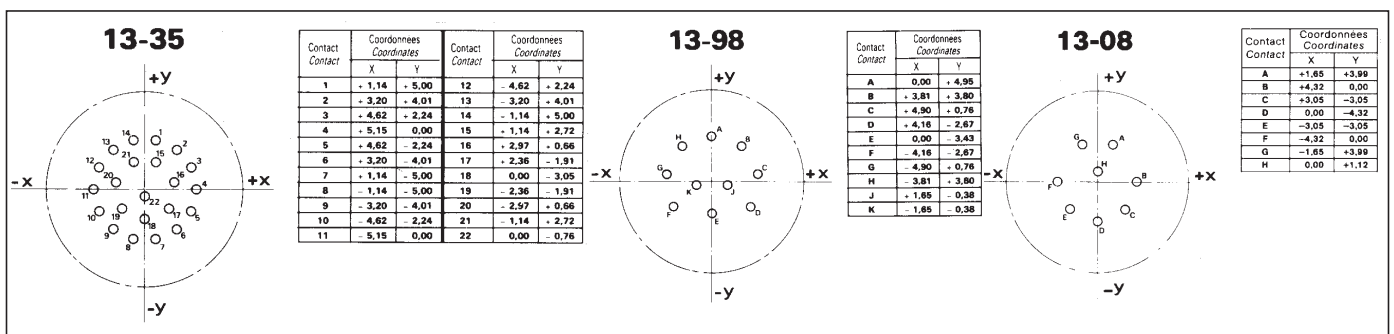 13-35
+Y
14 1
13 2
21 15
12 3
20 16
-X 11 4 +X
22
10 19 17 5
18
9 6
8 7
-Y
Contact Coordonnees Contact Coordonnees
Contact Coordinates Contact Coordinates
X Y X Y
1 + 1,14 + 5,00 12 - 4,62 + 2,24
2 + 3,20 + 4,01 13 - 3,20 + 4,01
3 + 4,62 + 2,24 14 - 1,14 + 5,00
4 + 5,15 0,00 15 + 1,14 + 2,72
5 + 4,62 - 2,24 16 + 2,97 + 0,66
6 + 3,20 - 4,01 17 + 2,36 - 1,91
7 + 1,14 - 5,00 18 0,00 - 3,05
8 - 1,14 - 5,00 19 - 2,36 - 1,91
9 - 3,20 - 4,01 20 - 2,97 + 0,66
10 - 4,62 - 2,24 21 - 1,14 + 2,72
11 - 5,15 0,00 22 0,00 - 0,76
13-98
+Y
A
H B
G C
-X +X
K J
F D
E
-Y
Contact Coordonnées
Contact Coordinates
X Y
A 0,00 + 4,95
B + 3,81 + 3,80
C + 4,90 + 0,76
D + 4,16 - 2,67
E 0,00 - 3,43
F - 4,16 - 2,67
G - 4,90 + 0,76
H - 3,81 + 3,80
J + 1,65 - 0,38
K - 1,65 - 0,38
13-08
+Y
G A
H
-X F B +X
E C
D
-Y
Contact Coordonnées
Contact Coordinates
X Y
A +1,65 +3,99
B +4,32 0,00
C +3,05 -3,05
D 0,00 -4,32
E -3,05 -3,05
F -4,32 0,00
G -1,65 +3,99
H 0,00 +1,12